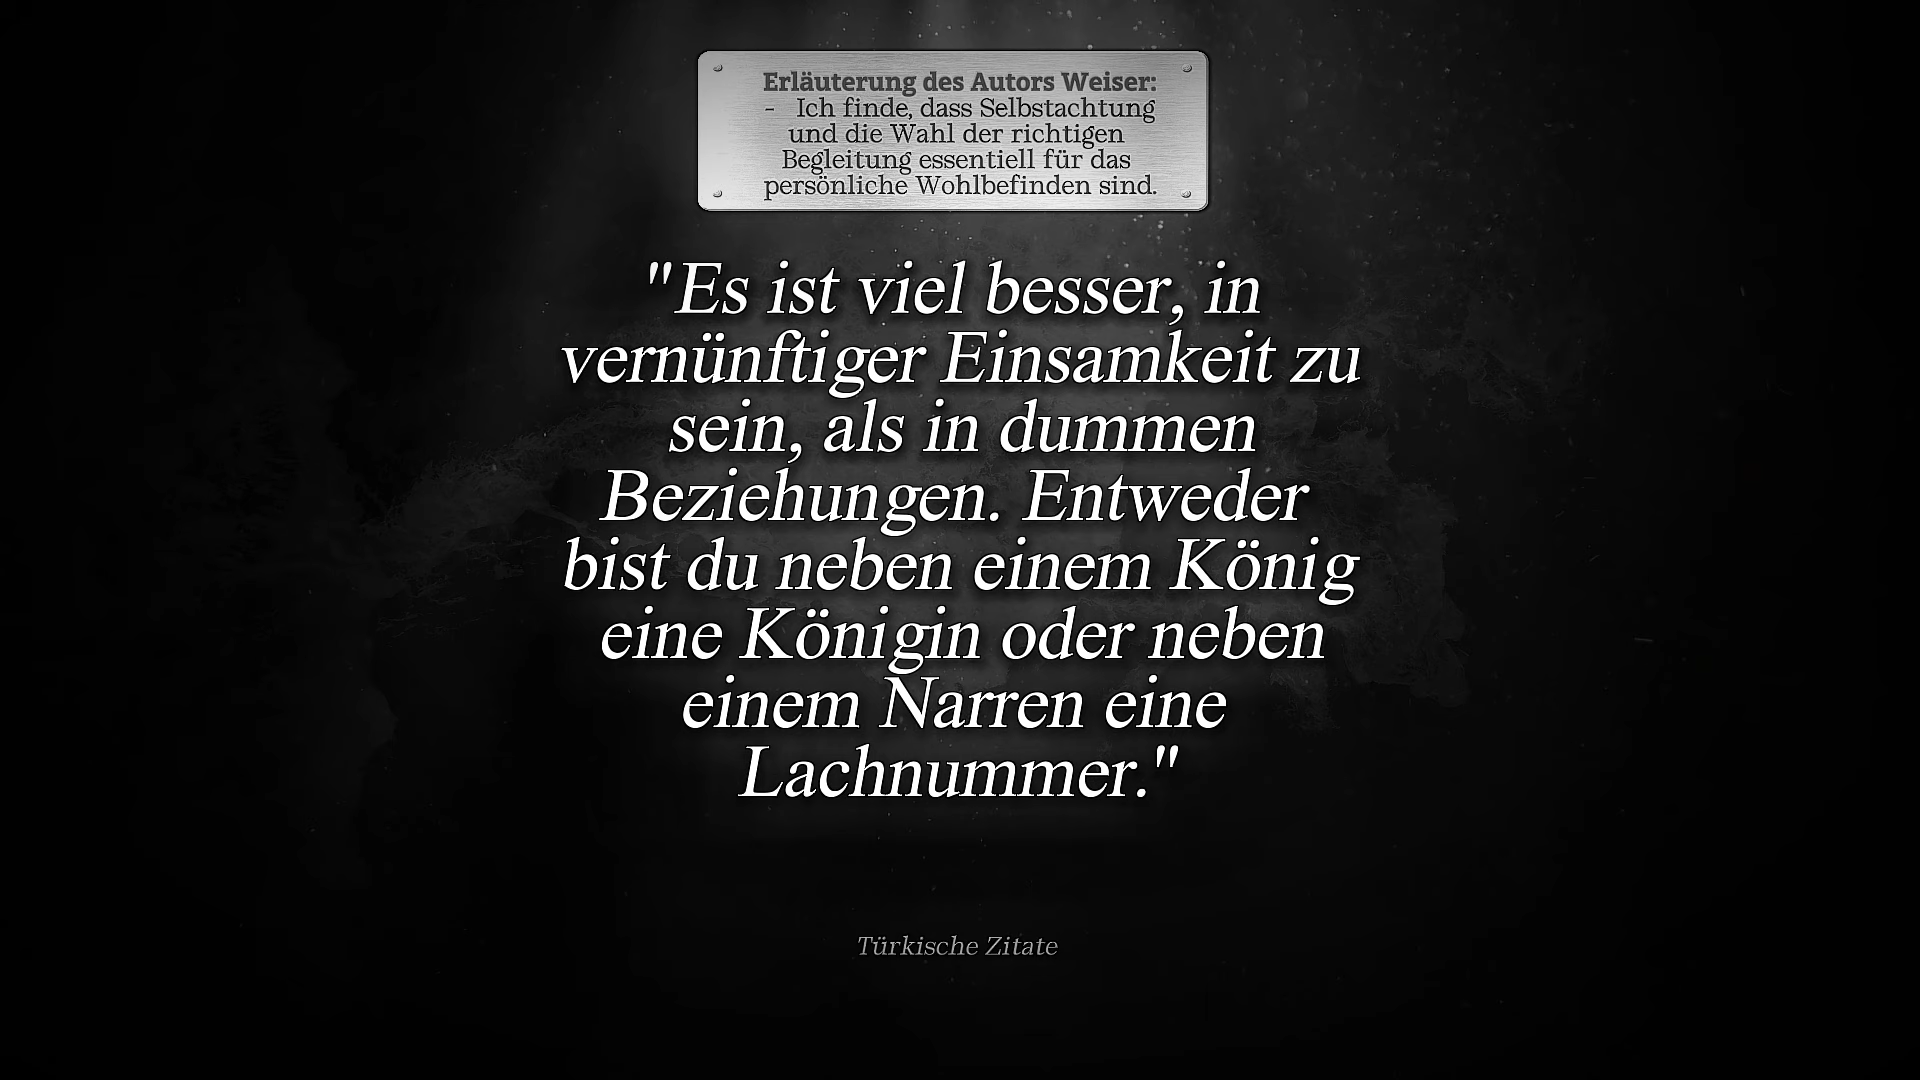 Erläuterung des Autors Weiser:
- Ich finde, dass Selbstachtung
und die Wahl der richtigen
Begleitung essentiell für das
persönliche Wohlbefinden sind.
"Es ist viel besser, in
vernünftiger Einsamkeit zu
sein, als in dummen
Beziehungen. Entweder
bist du neben einem König
eine Königin oder neben
einem Narren eine
Lachnummer."
Türkische Zitate